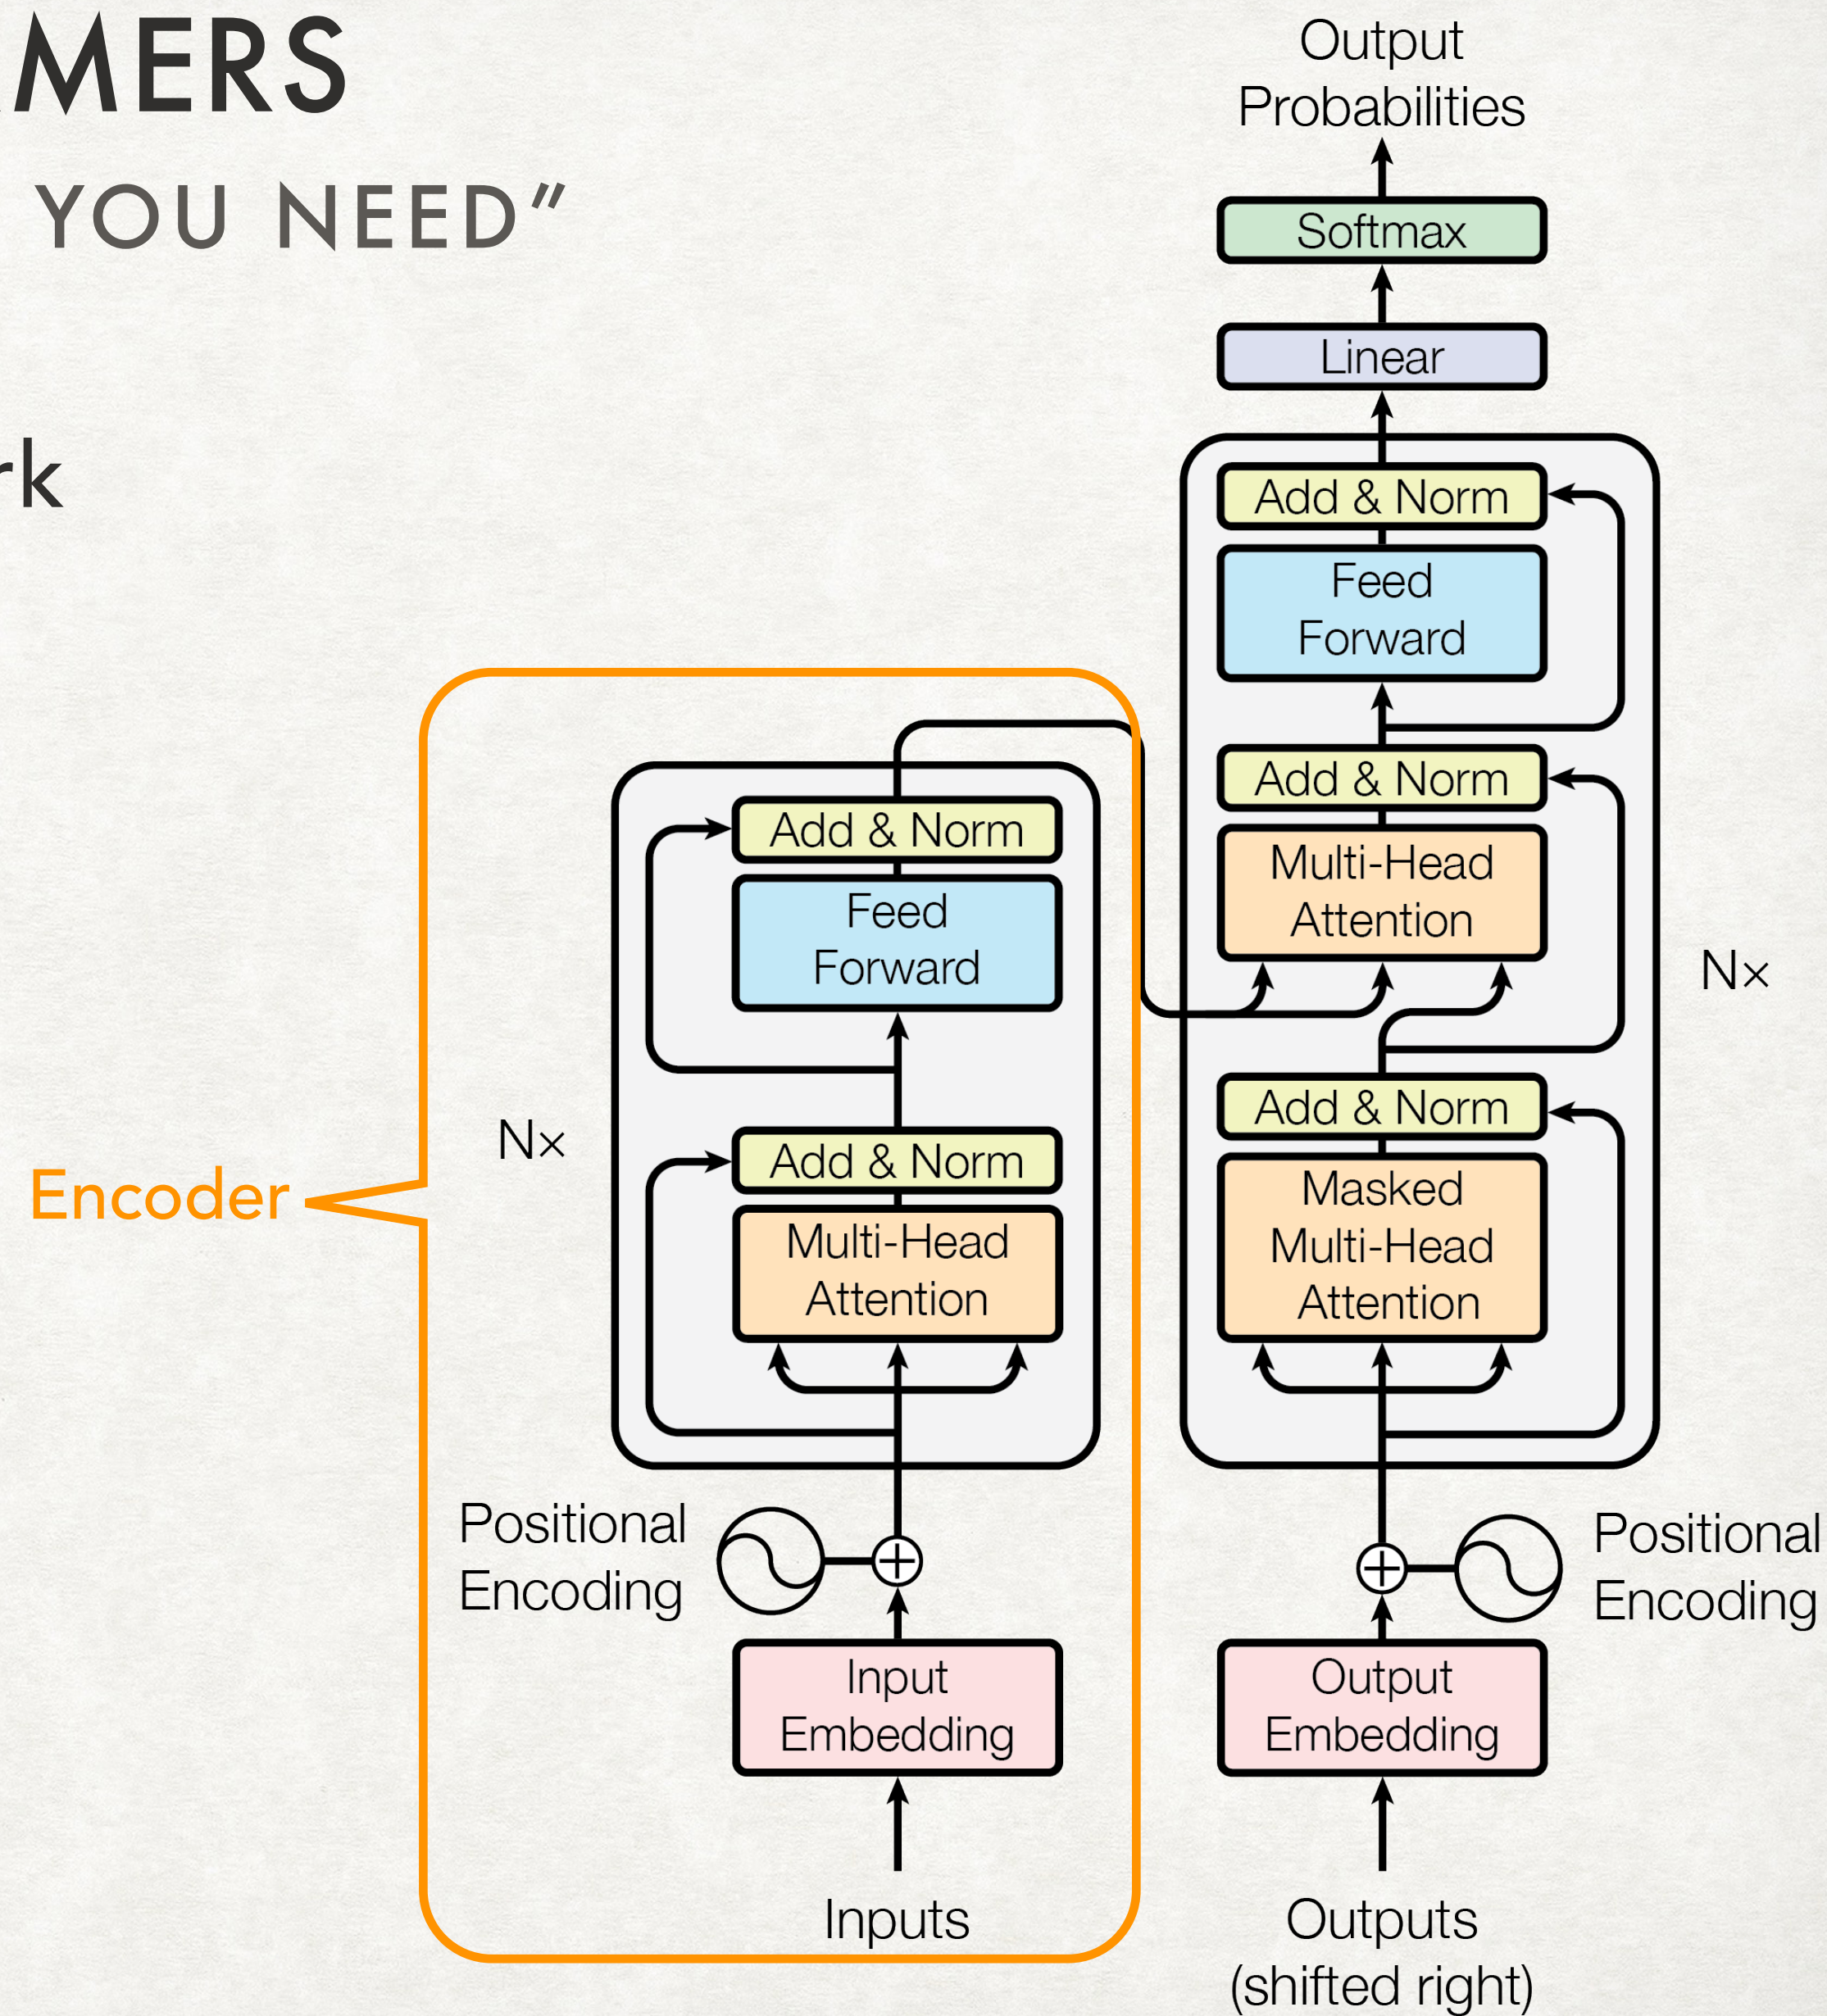 MERS
YOU NEED”
rk
Output
Probabilities
Softmax
Linear
Add & Norm
Feed
Forward
Add & Norm
Multi-Head
Attention
Nx
Add & Norm
Masked
Multi-Head
Attention
Positional
Encoding
Output
Embedding
Outputs
(shifted right)
Encoder
Add & Norm
Feed
Forward
Nx
Add & Norm
Multi-Head
Attention
Positional
Encoding
Input
Embedding
Inputs